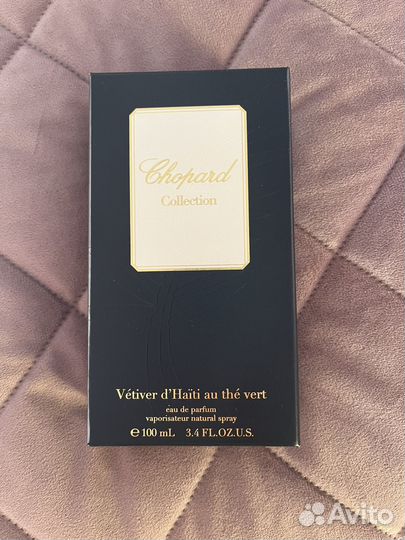 Chopard
Collection
Vétiver d'Haïti au thé vert
eau de parfum
vaporisateur natural spray
℮ 100 mL 3.4 FL.OZ.U.S.
Avito